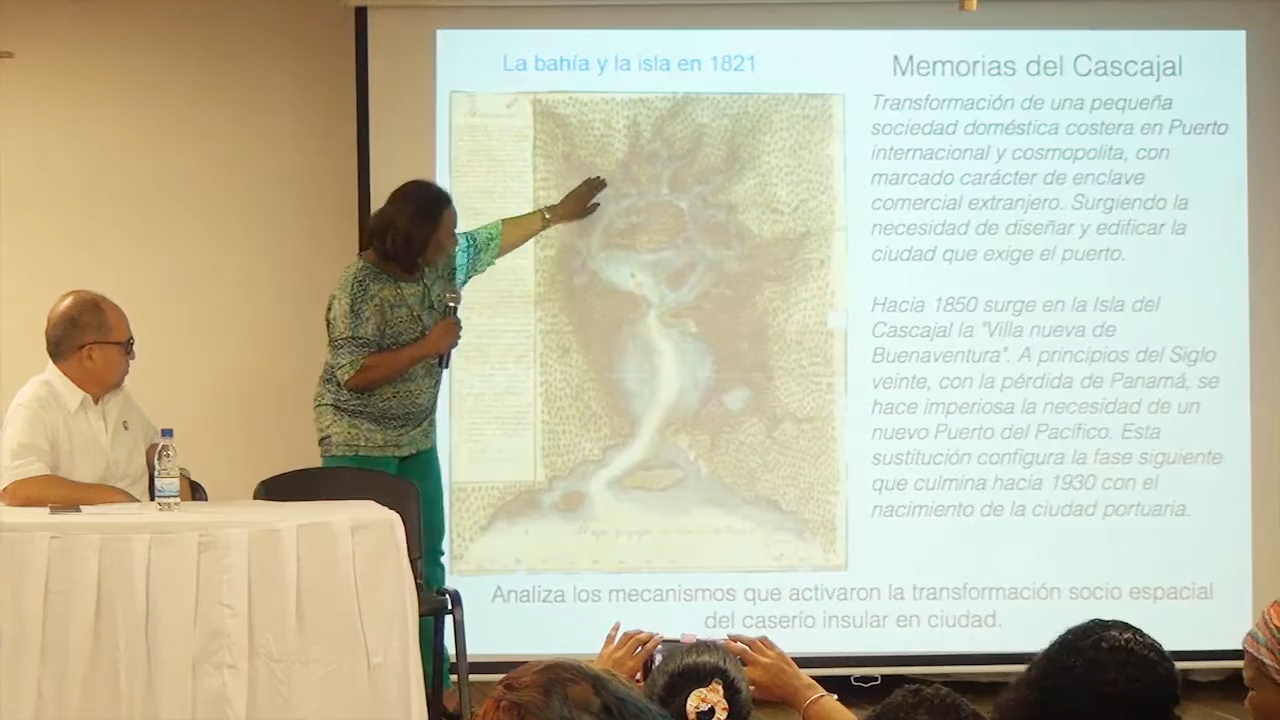 La bahía y la isla en 1821
Memorias del Cascajal
Transformación de una pequeña
sociedad doméstica costera en Puerto
internacional y cosmopolita, con
marcado carácter de enclave
comercial extranjero. Surgiendo la
necesidad de diseñar y edificar la
ciudad que exige el puerto.
Hacia 1850 surge en la Isla del
Cascajal la "Villa nueva de
Buenaventura". A principios del Siglo
veinte, con la pérdida de Panamá, se
hace imperiosa la necesidad de un
nuevo Puerto del Pacífico. Esta
sustitución configura la fase siguiente
que culmina hacia 1930 con el
nacimiento de la ciudad portuaria.
Analiza los mecanismos que activaron la transformación socio espacial
del caserío insular en ciudad.